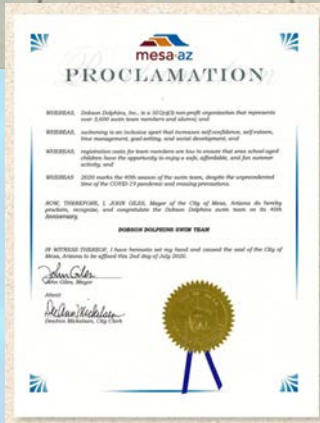 mesa·az
PROCLAMATION
WHEREAS, Dobson Dolphins, Inc., is a 501(c)(3) non-profit organization that represents
over 5,600 swim team members and alumni; and
WHEREAS, swimming is an inclusive sport that increases self-confidence, self-esteem,
time management, goal-setting, and social development; and
WHEREAS, registration costs for team members are low to ensure that area school-aged
children have the opportunity to enjoy a safe, affordable, and fun summer
activity; and
WHEREAS 2020 marks the 40th season of the swim team, despite the unprecedented
time of the COVID-19 pandemic and ensuing precautions.
NOW, THEREFORE, I, JOHN GILES, Mayor of the City of Mesa, Arizona do hereby
proclaim, recognize, and congratulate the Dobson Dolphins swim team on its 40th
Anniversary.
DOBSON DOLPHINS SWIM TEAM
IN WITNESS THEREOF, I have hereunto set my hand and caused the seal of the City of
Mesa, Arizona to be affixed this 2nd day of July 2020.
John Giles
John Giles, Mayor
Attest:
DeeAnn Mickelsen
DeeAnn Mickelsen, City Clerk